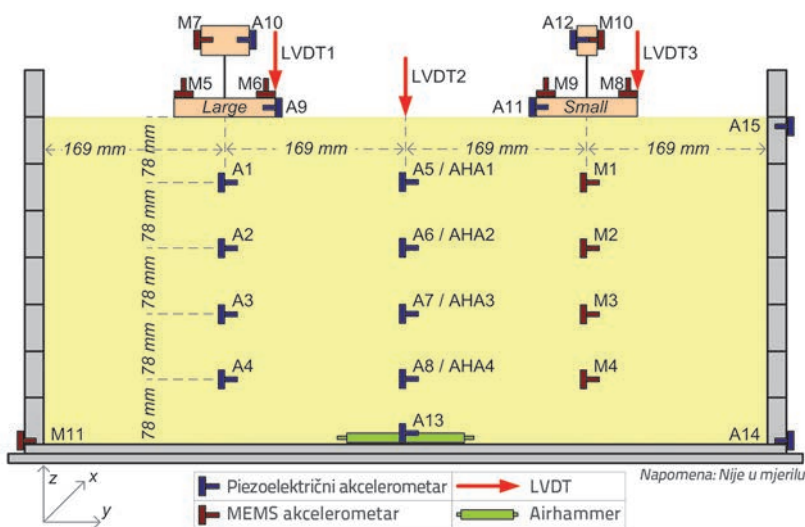 M7 A10 A12 M10
LVDT1 LVDT2 LVDT3
M5 M6 M9 M8
Large A9 A11 Small
A15
169 mm 169 mm 169 mm 169 mm
78 mm
A1 A5 / AHA1 M1
78 mm
A2 A6 / AHA2 M2
78 mm
A3 A7 / AHA3 M3
78 mm
A4 A8 / AHA4 M4
78 mm
M11 A13 A14
z x y
Piezoelektrični akcelerometar LVDT
MEMS akcelerometar Airhammer
Napomena: Nije u mjerilu